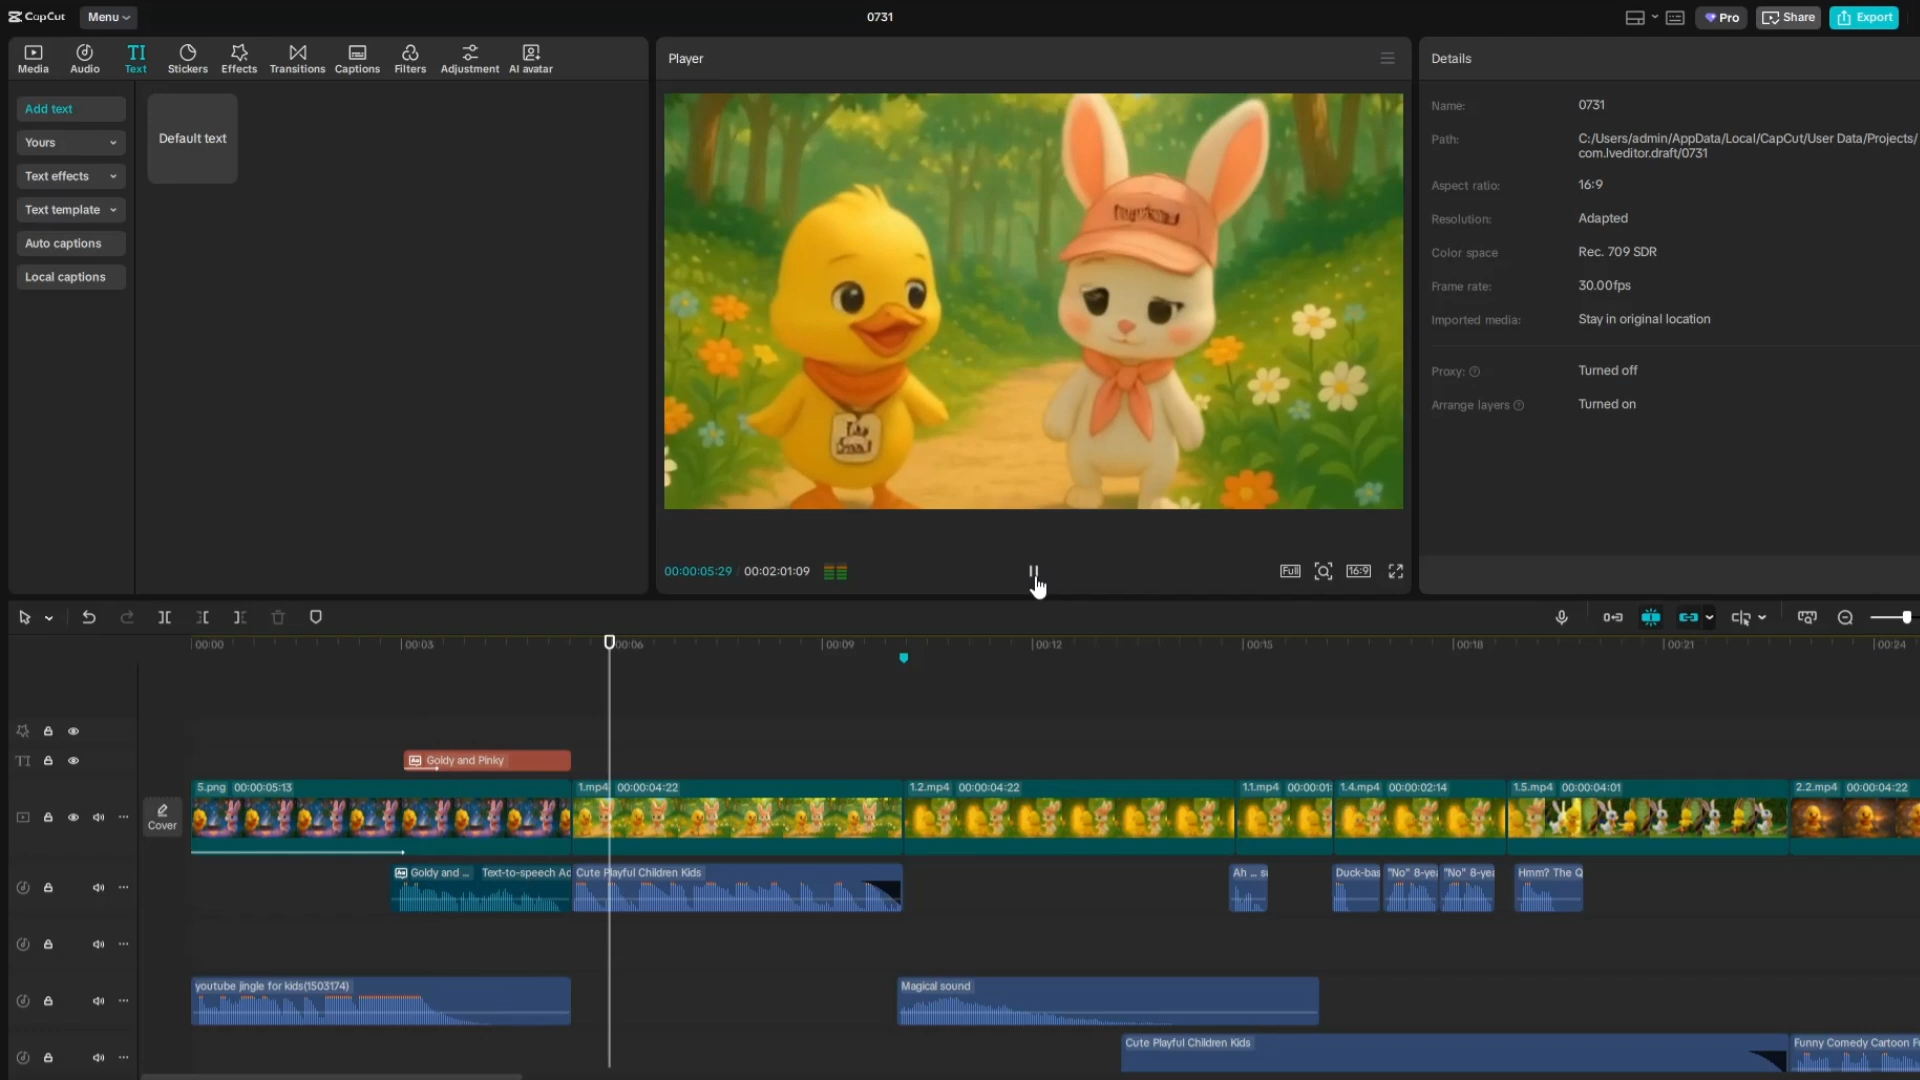 CapCut
Menu
0731
Pro
Share
Export
Media
Audio
TI
Text
Stickers
Effects
Transitions
Captions
Filters
Adjustment
AI avatar
Add text
Yours
Text effects
Text template
Auto captions
Local captions
Default text
Player
00:00:05:29
00:02:01:09
Full
16:9
Details
Name: 0731
Path: C:/Users/admin/AppData/Local/CapCut/User Data/Projects/
com.lveditor.draft/0731
Aspect ratio: 16:9
Resolution: Adapted
Color space Rec. 709 SDR
Frame rate: 30.00fps
Imported media: Stay in original location
Proxy: Turned off
Arrange layers Turned on
00:00 00:03 00:06 00:09 00:12 00:15 00:18 00:21 00:24
TI
Goldy and Pinky
Cover
5.png 00:00:05:13
1.mp4 00:00:04:22
1.2.mp4 00:00:04:22
1.1.mp4 00:00:01:
1.4.mp4 00:00:02:14
1.5.mp4 00:00:04:01
2.2.mp4 00:00:04:22
Goldy and ... Text-to-speech Ad
Cute Playful Children Kids
Ah ... s
Duck-bas
"No" 8-yea
"No" 8-yea
Hmm? The Q
youtube jingle for kids(1503174)
Magical sound
Cute Playful Children Kids
Funny Comedy Cartoon F